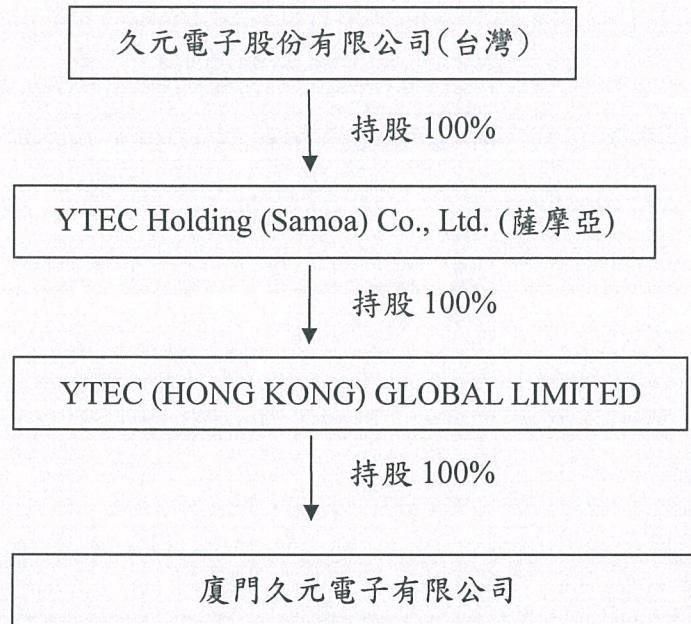 久元電子股份有限公司(台灣)
持股 100%
YTEC Holding (Samoa) Co., Ltd. (薩摩亞)
持股 100%
YTEC (HONG KONG) GLOBAL LIMITED
持股 100%
廈門久元電子有限公司